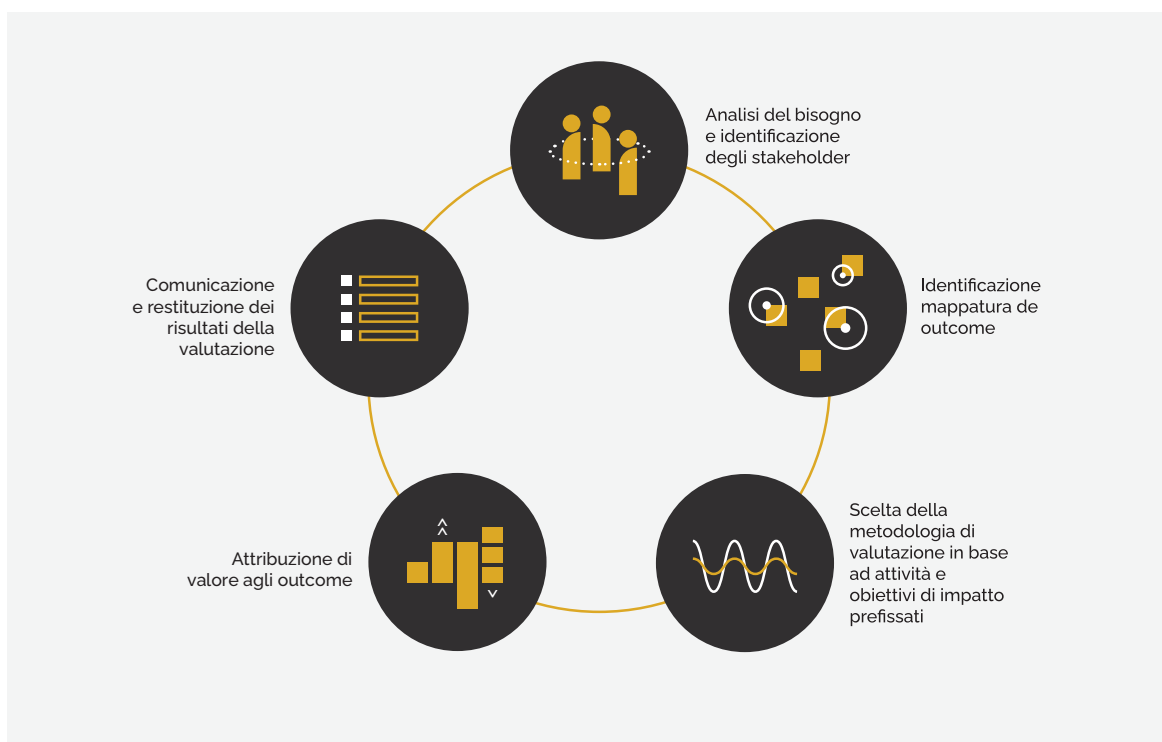 Analisi del bisogno
e identificazione
degli stakeholder
Identificazione
mappatura de
outcome
Scelta della
metodologia di
valutazione in base
ad attività e
obiettivi di impatto
prefissati
Attribuzione di
valore agli outcome
Comunicazione
e restituzione dei
risultati della
valutazione